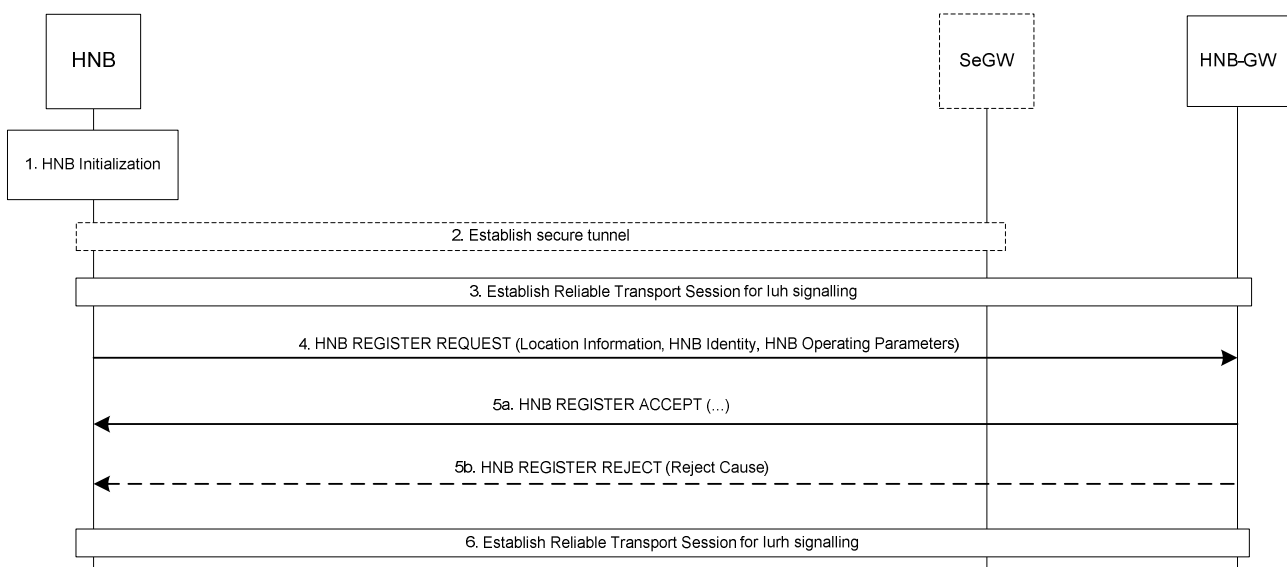 HNB
SeGW
HNB-GW
1. HNB Initialization
2. Establish secure tunnel
3. Establish Reliable Transport Session for Iuh signalling
4. HNB REGISTER REQUEST (Location Information, HNB Identity, HNB Operating Parameters)
5a. HNB REGISTER ACCEPT (...)
5b. HNB REGISTER REJECT (Reject Cause)
6. Establish Reliable Transport Session for Iurh signalling